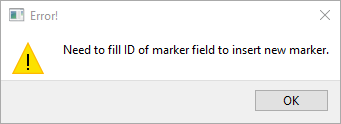 Error!
Need to fill ID of marker field to insert new marker.
OK